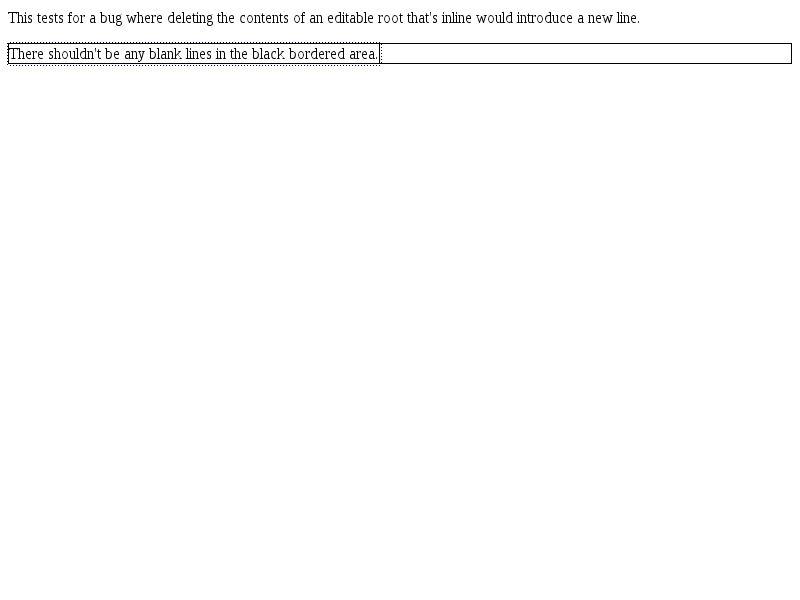 This tests for a bug where deleting the contents of an editable root that's inline would introduce a new line.
There shouldn't be any blank lines in the black bordered area.